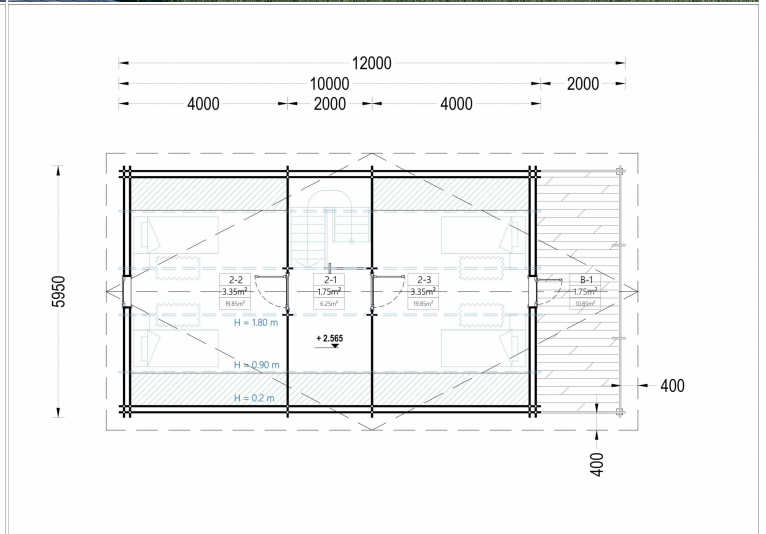 12000
10000
2000
4000
2000
4000
5950
2-2
3.35m²
19.85m²
2-1
1.75m²
6.25m²
2-3
3.35m²
19.85m²
B-1
1.75m²
10.85m²
H = 1.80 m
+ 2.565
H = 0.90 m
400
H = 0.2 m
400